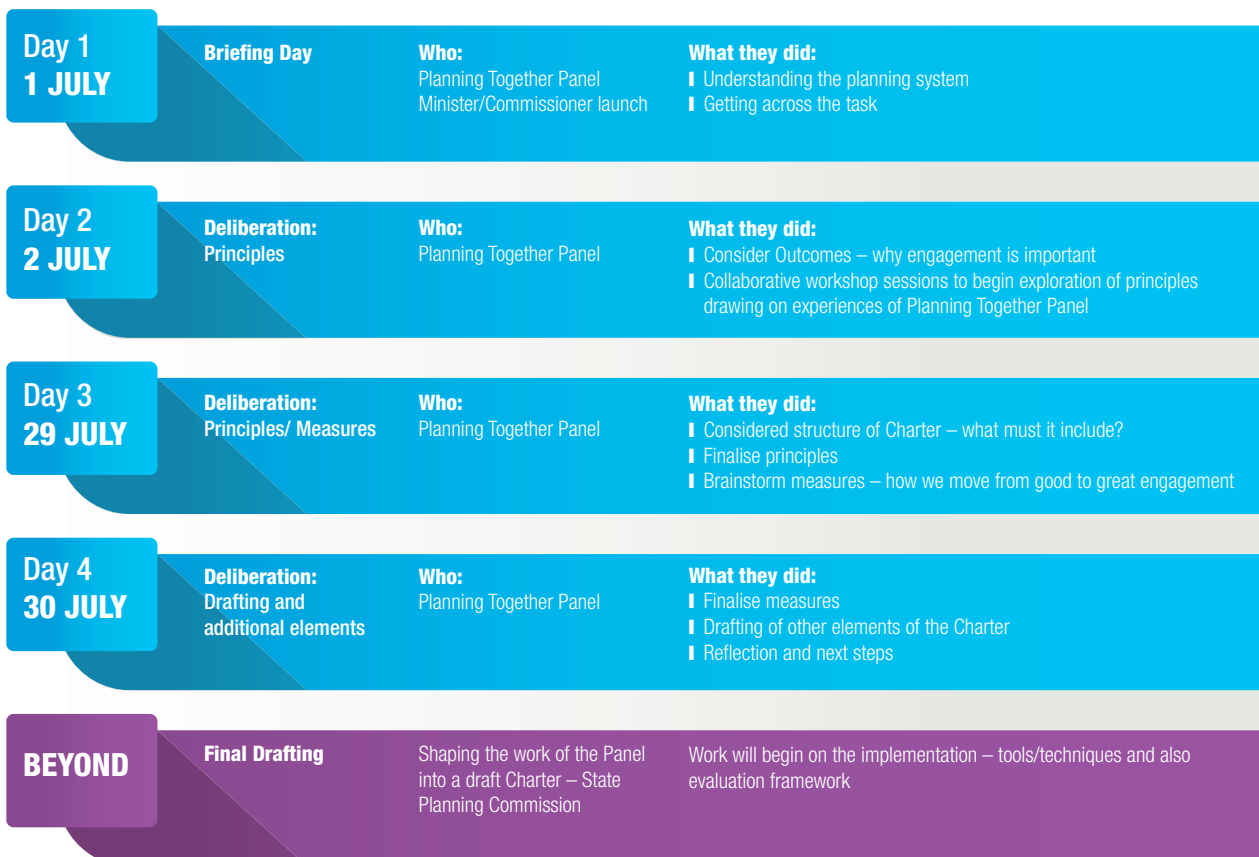 Day 1
1 JULY
Briefing Day
Who:
Planning Together Panel
Minister/Commissioner launch
What they did:
Understanding the planning system
Getting across the task
Day 2
2 JULY
Deliberation:
Principles
Who:
Planning Together Panel
What they did:
Consider Outcomes – why engagement is important
Collaborative workshop sessions to begin exploration of principles
drawing on experiences of Planning Together Panel
Day 3
29 JULY
Deliberation:
Principles/ Measures
Who:
Planning Together Panel
What they did:
Considered structure of Charter – what must it include?
Finalise principles
Brainstorm measures – how we move from good to great engagement
Day 4
30 JULY
Deliberation:
Drafting and
additional elements
Who:
Planning Together Panel
What they did:
Finalise measures
Drafting of other elements of the Charter
Reflection and next steps
BEYOND
Final Drafting
Shaping the work of the Panel
into a draft Charter – State
Planning Commission
Work will begin on the implementation – tools/techniques and also
evaluation framework